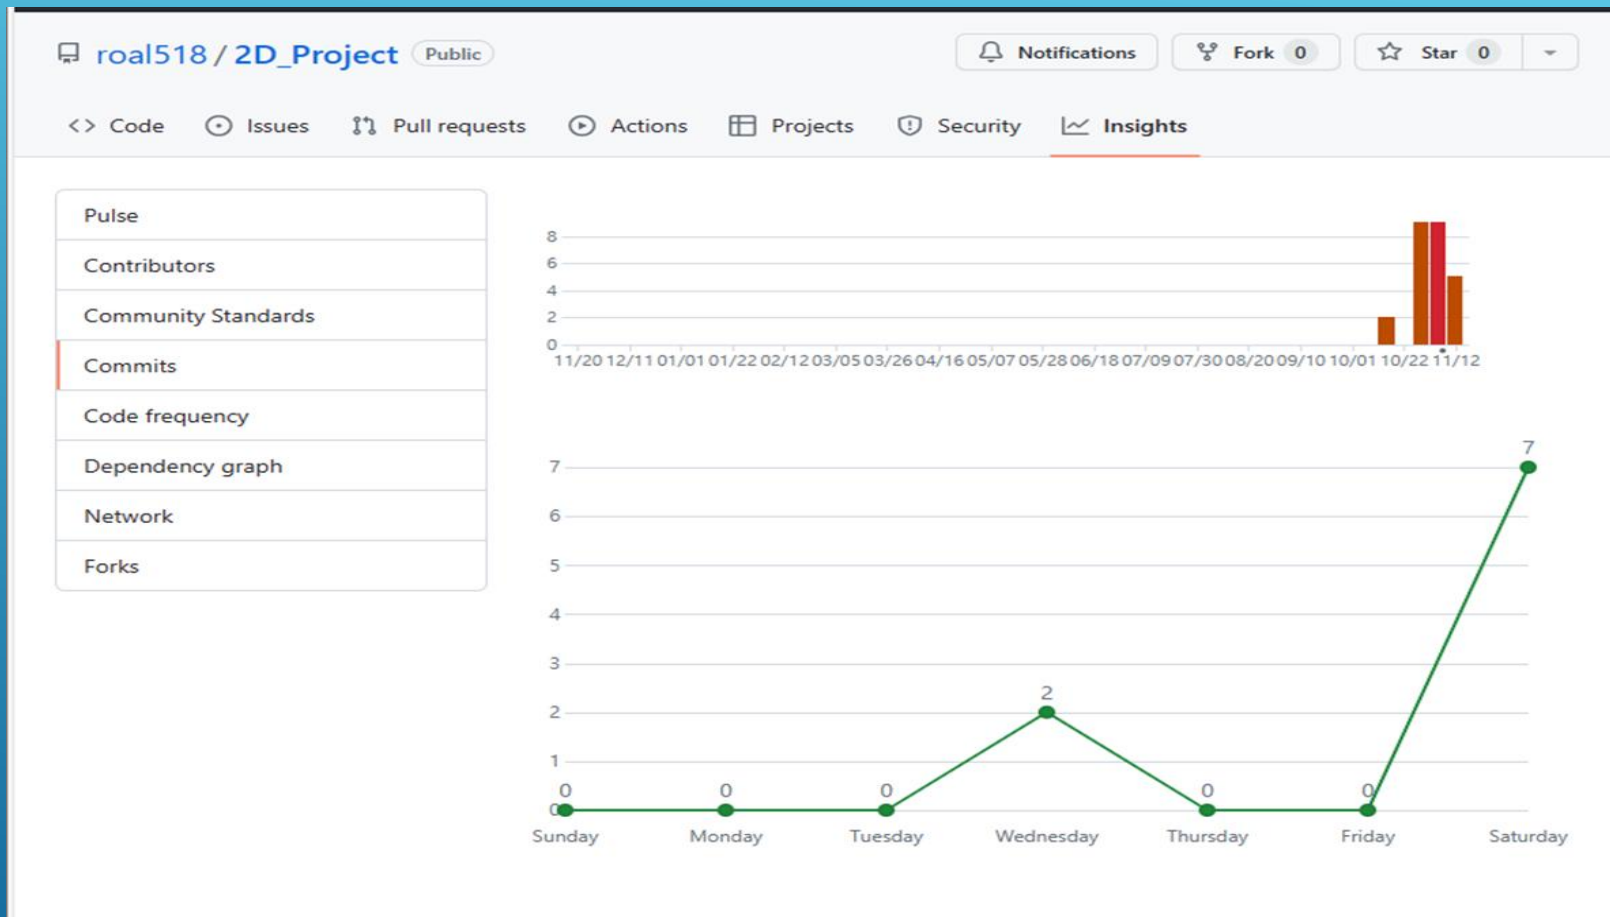 roal518 / 2D_Project Public
Notifications Fork 0 Star 0
Code Issues Pull requests Actions Projects Security Insights
Pulse
Contributors
Community Standards
Commits
Code frequency
Dependency graph
Network
Forks
8
6
4
2
0
11/20 12/11 01/01 01/22 02/12 03/05 03/26 04/16 05/07 05/28 06/18 07/09 07/30 08/20 09/10 10/01 10/22 11/12
7
7
6
5
4
3
2
2
1
0 0 0 0 0
0
Sunday Monday Tuesday Wednesday Thursday Friday Saturday